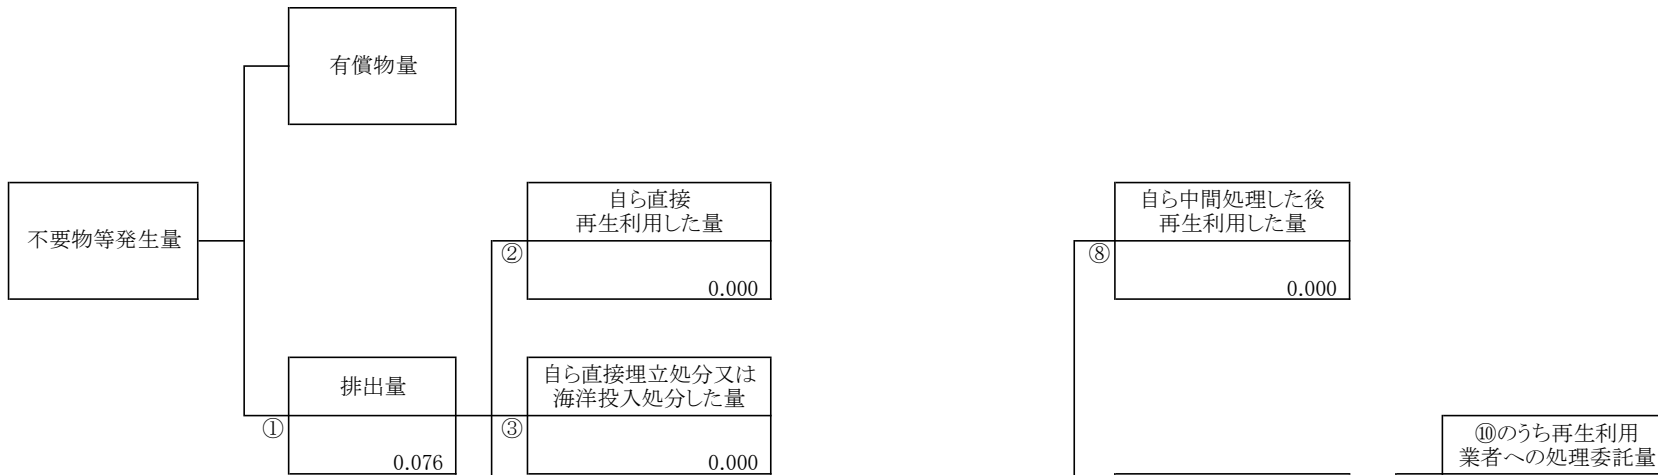 有償物量
不要物等発生量
自ら直接
再生利用した量
②
0.000
自ら中間処理した後
再生利用した量
⑧
0.000
排出量
①
0.076
自ら直接埋立処分又は
海洋投入処分した量
③
0.000
⑩のうち再生利用
業者への処理委託量